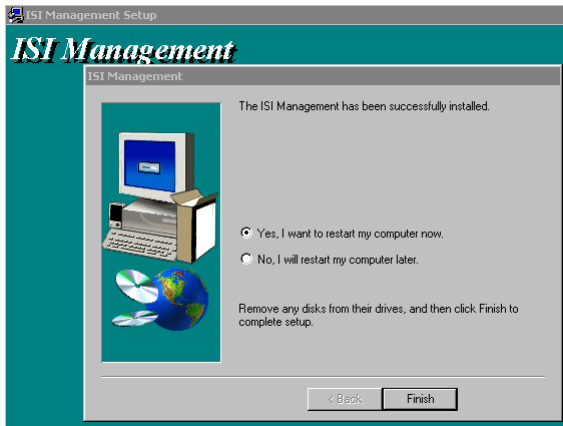 ISI Management Setup
ISI Management
ISI Management
The ISI Management has been successfully installed.
Yes, I want to restart my computer now.
No, I will restart my computer later.
Remove any disks from their drives, and then click Finish to
complete setup.
< Back
Finish